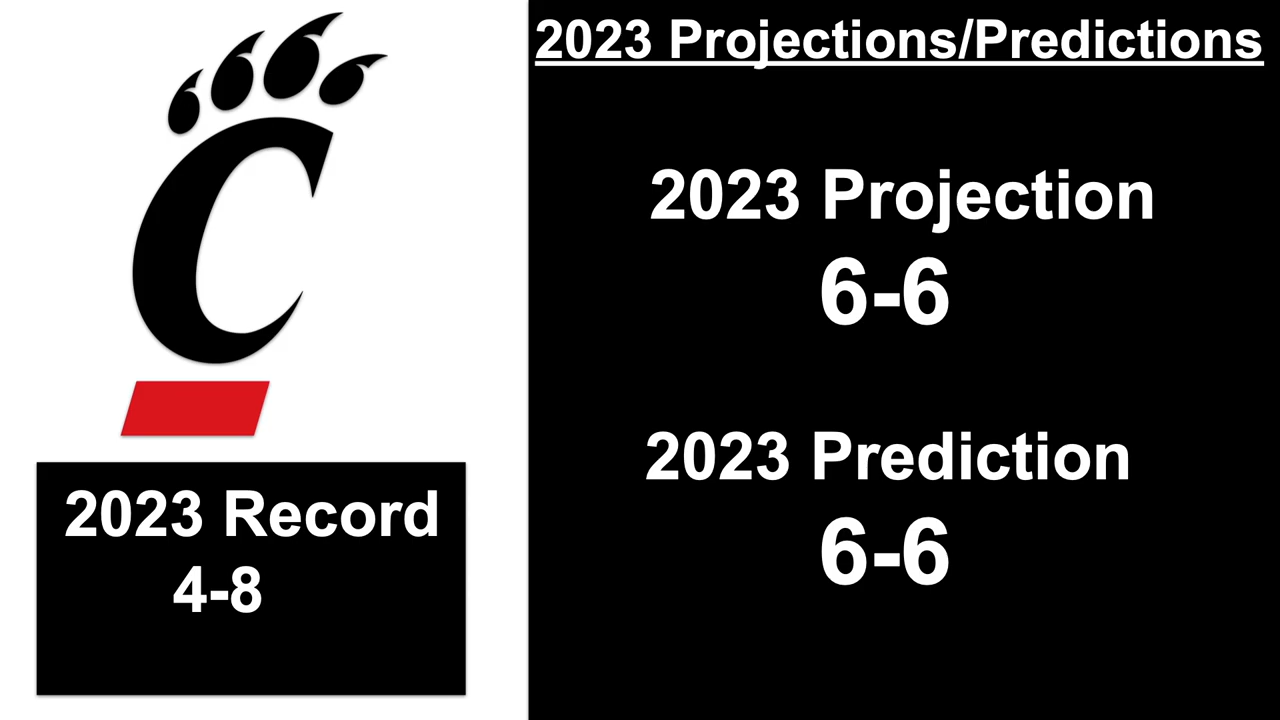 2023 Projections/Predictions
2023 Projection
6-6
2023 Prediction
6-6
2023 Record
4-8